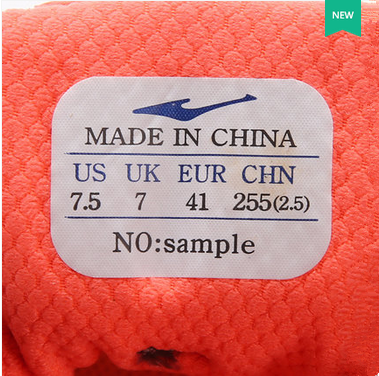 NEW
MADE IN CHINA
US UK EUR CHN
7.5 7 41 255(2.5)
NO:sample